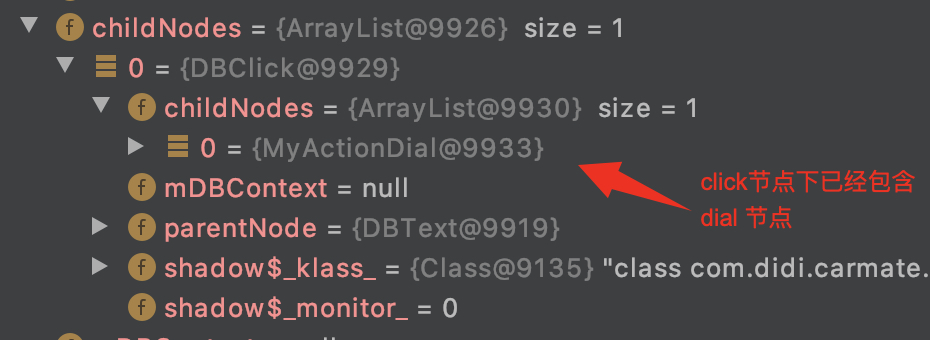 childNodes = {ArrayList@9926} size = 1
0 = {DBClick@9929}
childNodes = {ArrayList@9930} size = 1
0 = {MyActionDial@9933}
mDBContext = null
click节点下已经包含
parentNode = {DBText@9919}
dial 节点
shadow$_klass_ = {Class@9135} "class com.didi.carmate.
shadow$_monitor_ = 0